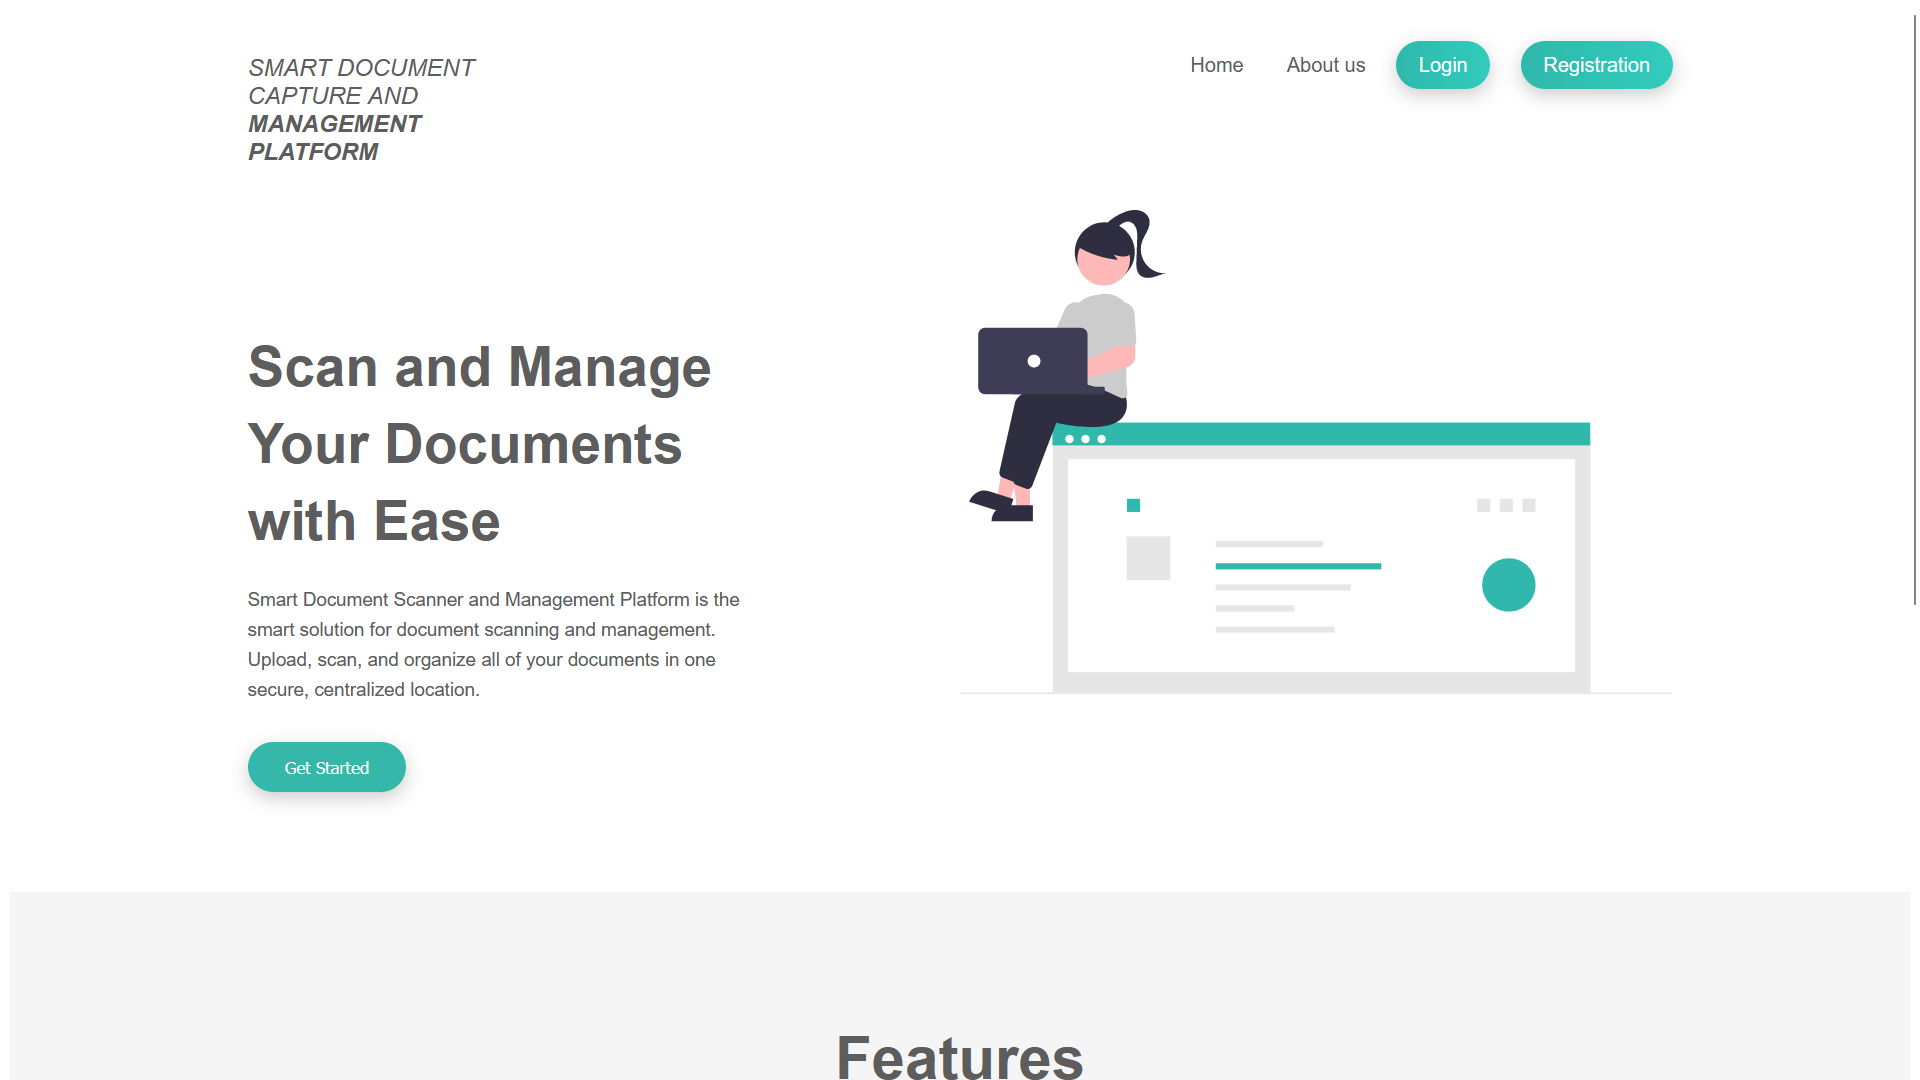 SMART DOCUMENT
CAPTURE AND
MANAGEMENT
PLATFORM
Home
About us
Login
Registration
Scan and Manage
Your Documents
with Ease
Smart Document Scanner and Management Platform is the
smart solution for document scanning and management.
Upload, scan, and organize all of your documents in one
secure, centralized location.
Get Started
Features